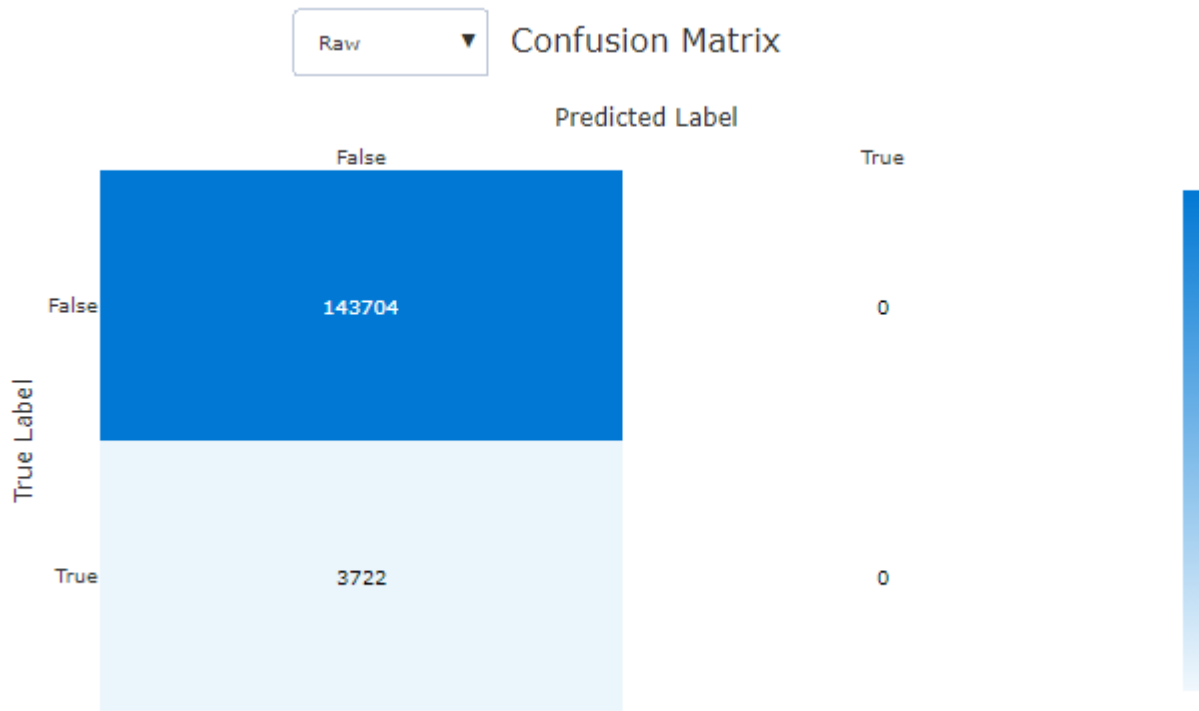 Raw ▼ Confusion Matrix
Predicted Label
False True
False 143704 0
True Label
True 3722 0